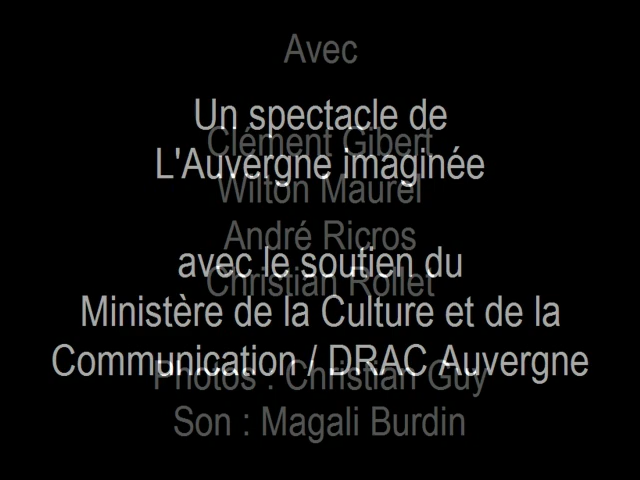 Avec
Un spectacle de
Clément Gibert
L'Auvergne imaginée
Wilton Maurel
André Ricros
avec le soutien du
Christian Rollet
Ministère de la Culture et de la
Communication / DRAC Auvergne
Photos : Christian Guy
Son : Magali Burdin